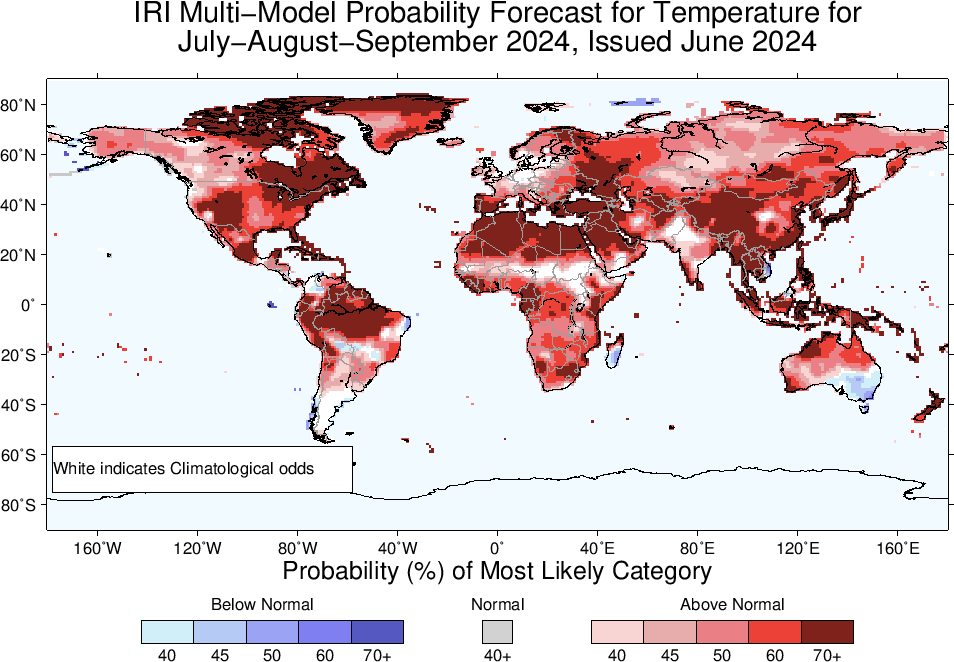 IRI Multi−Model Probability Forecast for Temperature for
July−August−September 2024, Issued June 2024
80˚N
60˚N
40˚N
20˚N
0˚
20˚S
40˚S
60˚S
80˚S
White indicates Climatological odds
160˚W 120˚W 80˚W 40˚W 0˚ 40˚E 80˚E 120˚E 160˚E
Probability (%) of Most Likely Category
Below Normal Normal Above Normal
40 45 50 60 70+ 40+ 40 45 50 60 70+